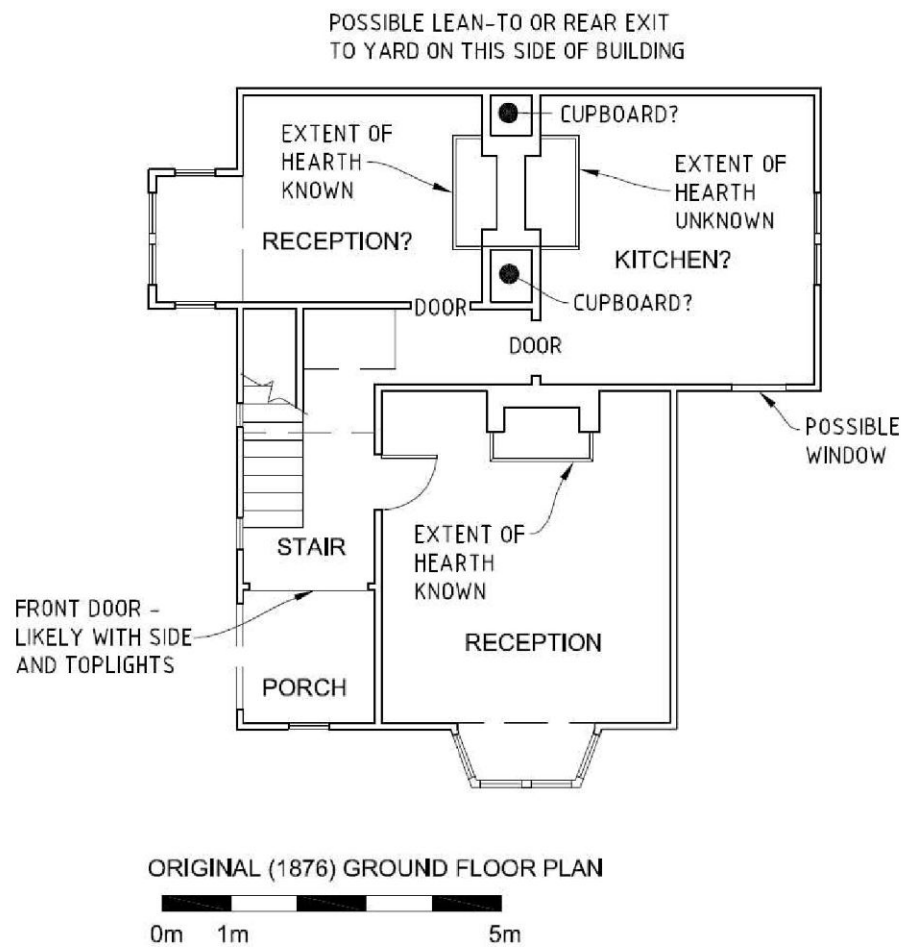 POSSIBLE LEAN-TO OR REAR EXIT
TO YARD ON THIS SIDE OF BUILDING
CUPBOARD?
EXTENT OF
HEARTH
KNOWN
EXTENT OF
HEARTH
UNKNOWN
RECEPTION?
KITCHEN?
CUPBOARD?
DOOR
DOOR
POSSIBLE
WINDOW
EXTENT OF
HEARTH
KNOWN
STAIR
FRONT DOOR -
LIKELY WITH SIDE
AND TOPLIGHTS
RECEPTION
PORCH
ORIGINAL (1876) GROUND FLOOR PLAN
0m 1m 5m